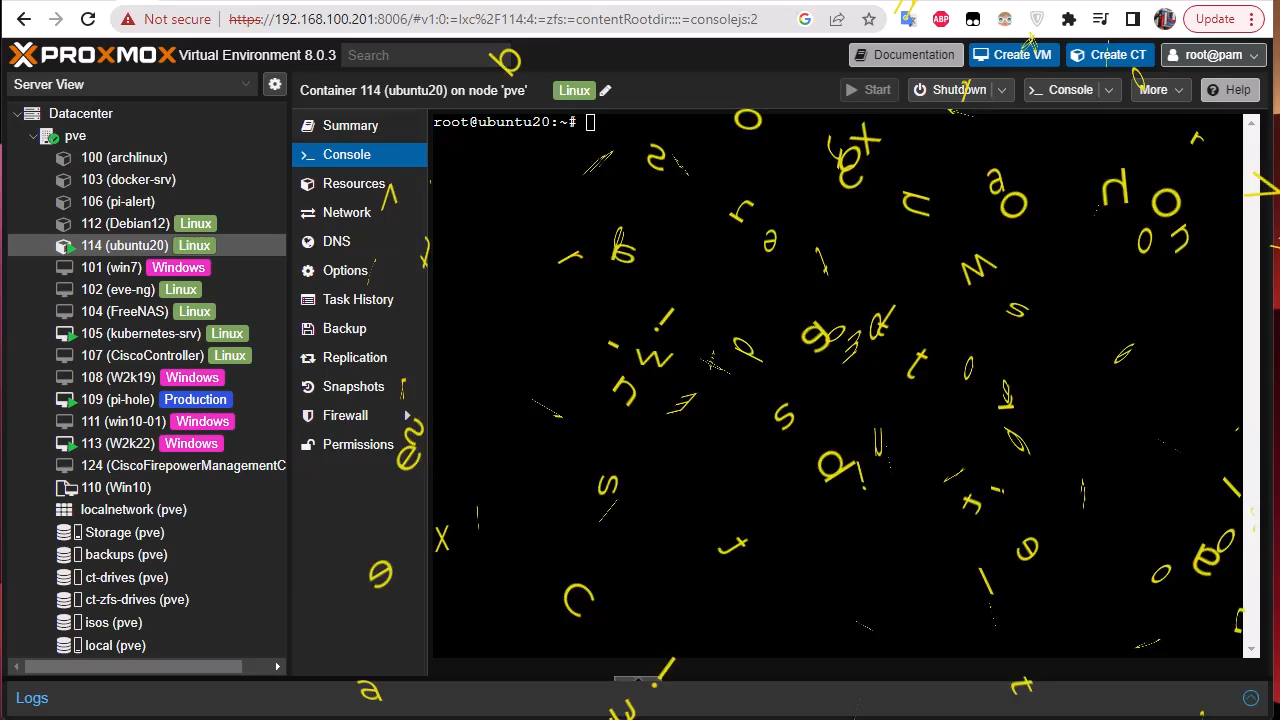 Not secure https://192.168.100.201:8006/#v1:0:=lxc%2F114:4:=zfs:=contentRootdir::::=consolejs:2 ABP Update
PROXMOX Virtual Environment 8.0.3 Search Documentation Create VM Create CT root@pam
Server View
Container 114 (ubuntu20) on node 'pve' Linux Start Shutdown Console More Help
Datacenter
pve
100 (archlinux)
103 (docker-srv)
106 (pi-alert)
112 (Debian12) Linux
114 (ubuntu20) Linux
101 (win7) Windows
102 (eve-ng) Linux
104 (FreeNAS) Linux
105 (kubernetes-srv) Linux
107 (CiscoController) Linux
108 (W2k19) Windows
109 (pi-hole) Production
111 (win10-01) Windows
113 (W2k22) Windows
124 (CiscoFirepowerManagementC
110 (Win10)
localnetwork (pve)
Storage (pve)
backups (pve)
ct-drives (pve)
ct-zfs-drives (pve)
isos (pve)
local (pve)
Summary
Console
Resources
Network
DNS
Options
Task History
Backup
Replication
Snapshots
Firewall
Permissions
root@ubuntu20:~#
Logs